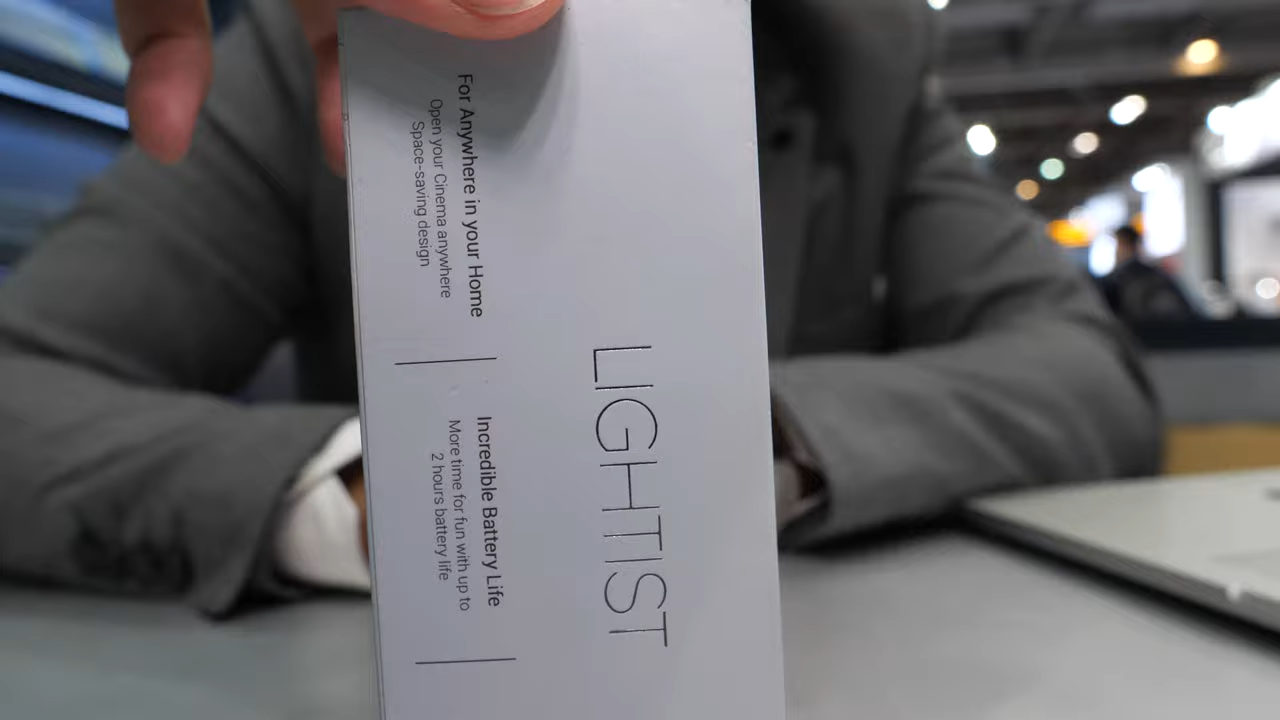 LIGHTIST
For Anywhere in your Home
Open your Cinema anywhere
Space-saving design
Incredible Battery Life
More time for fun with up to
2 hours battery life